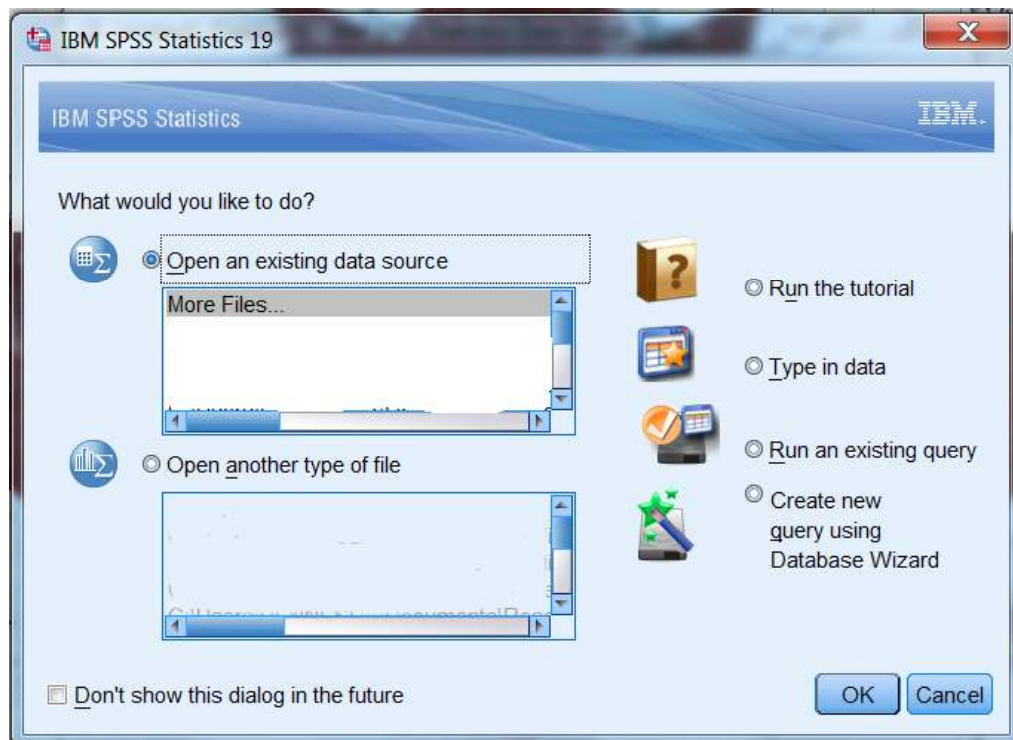 IBM SPSS Statistics 19
IBM SPSS Statistics
IBM.
What would you like to do?
Open an existing data source
More Files...
Open another type of file
Run the tutorial
Type in data
Run an existing query
Create new
query using
Database Wizard
Don't show this dialog in the future
OK
Cancel